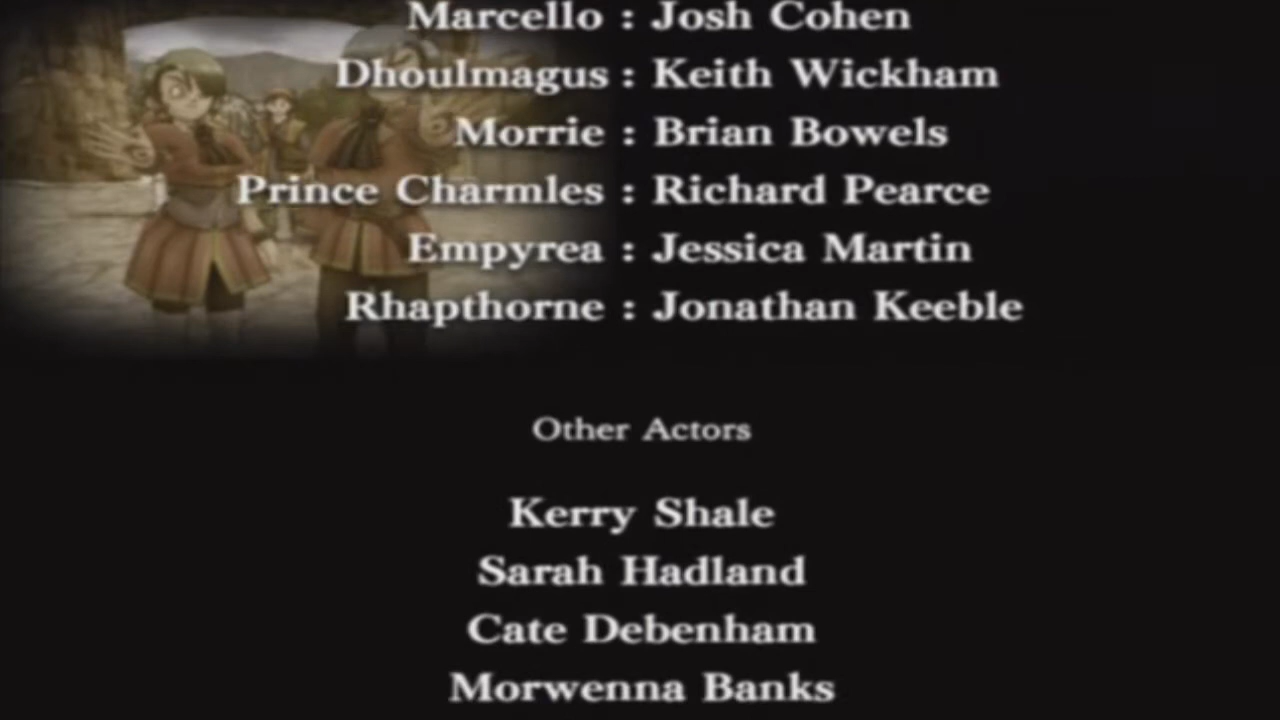 Marcello : Josh Cohen
Dhoulmagus : Keith Wickham
Morrie : Brian Bowels
Prince Charmles : Richard Pearce
Empyrea : Jessica Martin
Rhapthorne : Jonathan Keeble
Other Actors
Kerry Shale
Sarah Hadland
Cate Debenham
Morwenna Banks